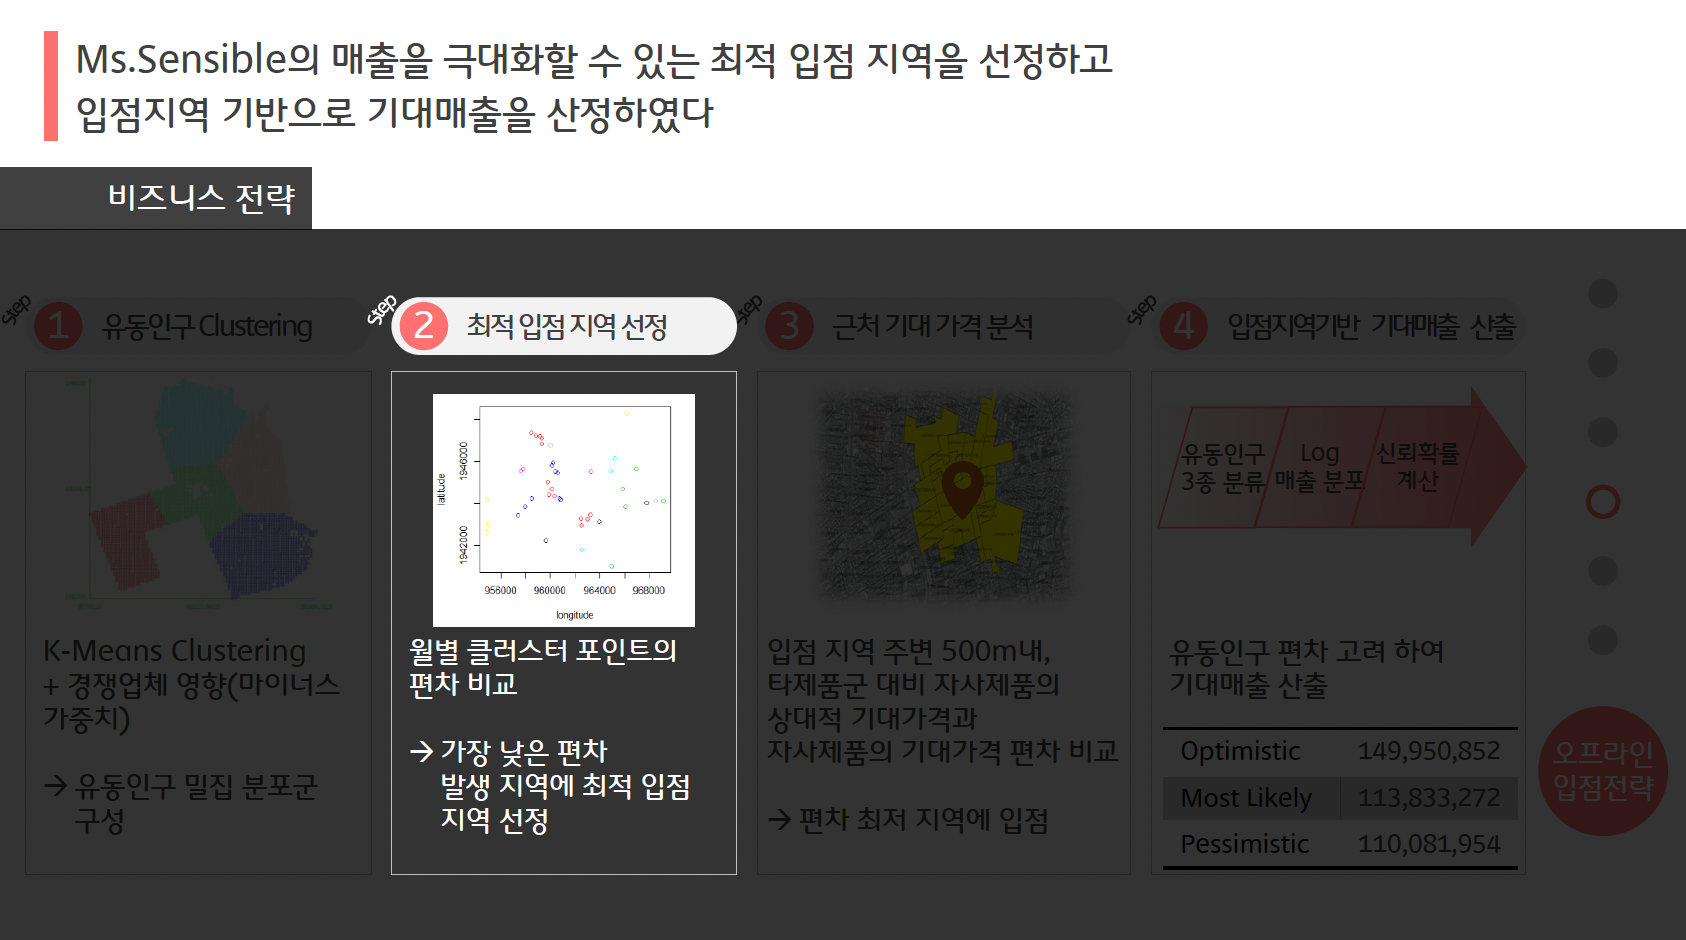 Ms.Sensible의 매출을 극대화할 수 있는 최적 입점 지역을 선정하고
입점지역 기반으로 기대매출을 산정하였다
비즈니스 전략
Step 1 유동인구 Clustering
K-Means Clustering
+ 경쟁업체 영향(마이너스
가중치)
→ 유동인구 밀집 분포군
구성
Step 2 최적 입점 지역 선정
latitude
1946000
1942000
956000 960000 964000 968000
longitude
월별 클러스터 포인트의
편차 비교
→ 가장 낮은 편차
발생 지역에 최적 입점
지역 선정
Step 3 근처 기대 가격 분석
입점 지역 주변 500m내,
타제품군 대비 자사제품의
상대적 기대가격과
자사제품의 기대가격 편차 비교
→ 편차 최저 지역에 입점
Step 4 입점지역기반 기대매출 산출
유동인구
3종 분류
Log
매출 분포
신뢰확률
계산
유동인구 편차 고려 하여
기대매출 산출
Optimistic 149,950,852
Most Likely 113,833,272
Pessimistic 110,081,954
오프라인
입점전략